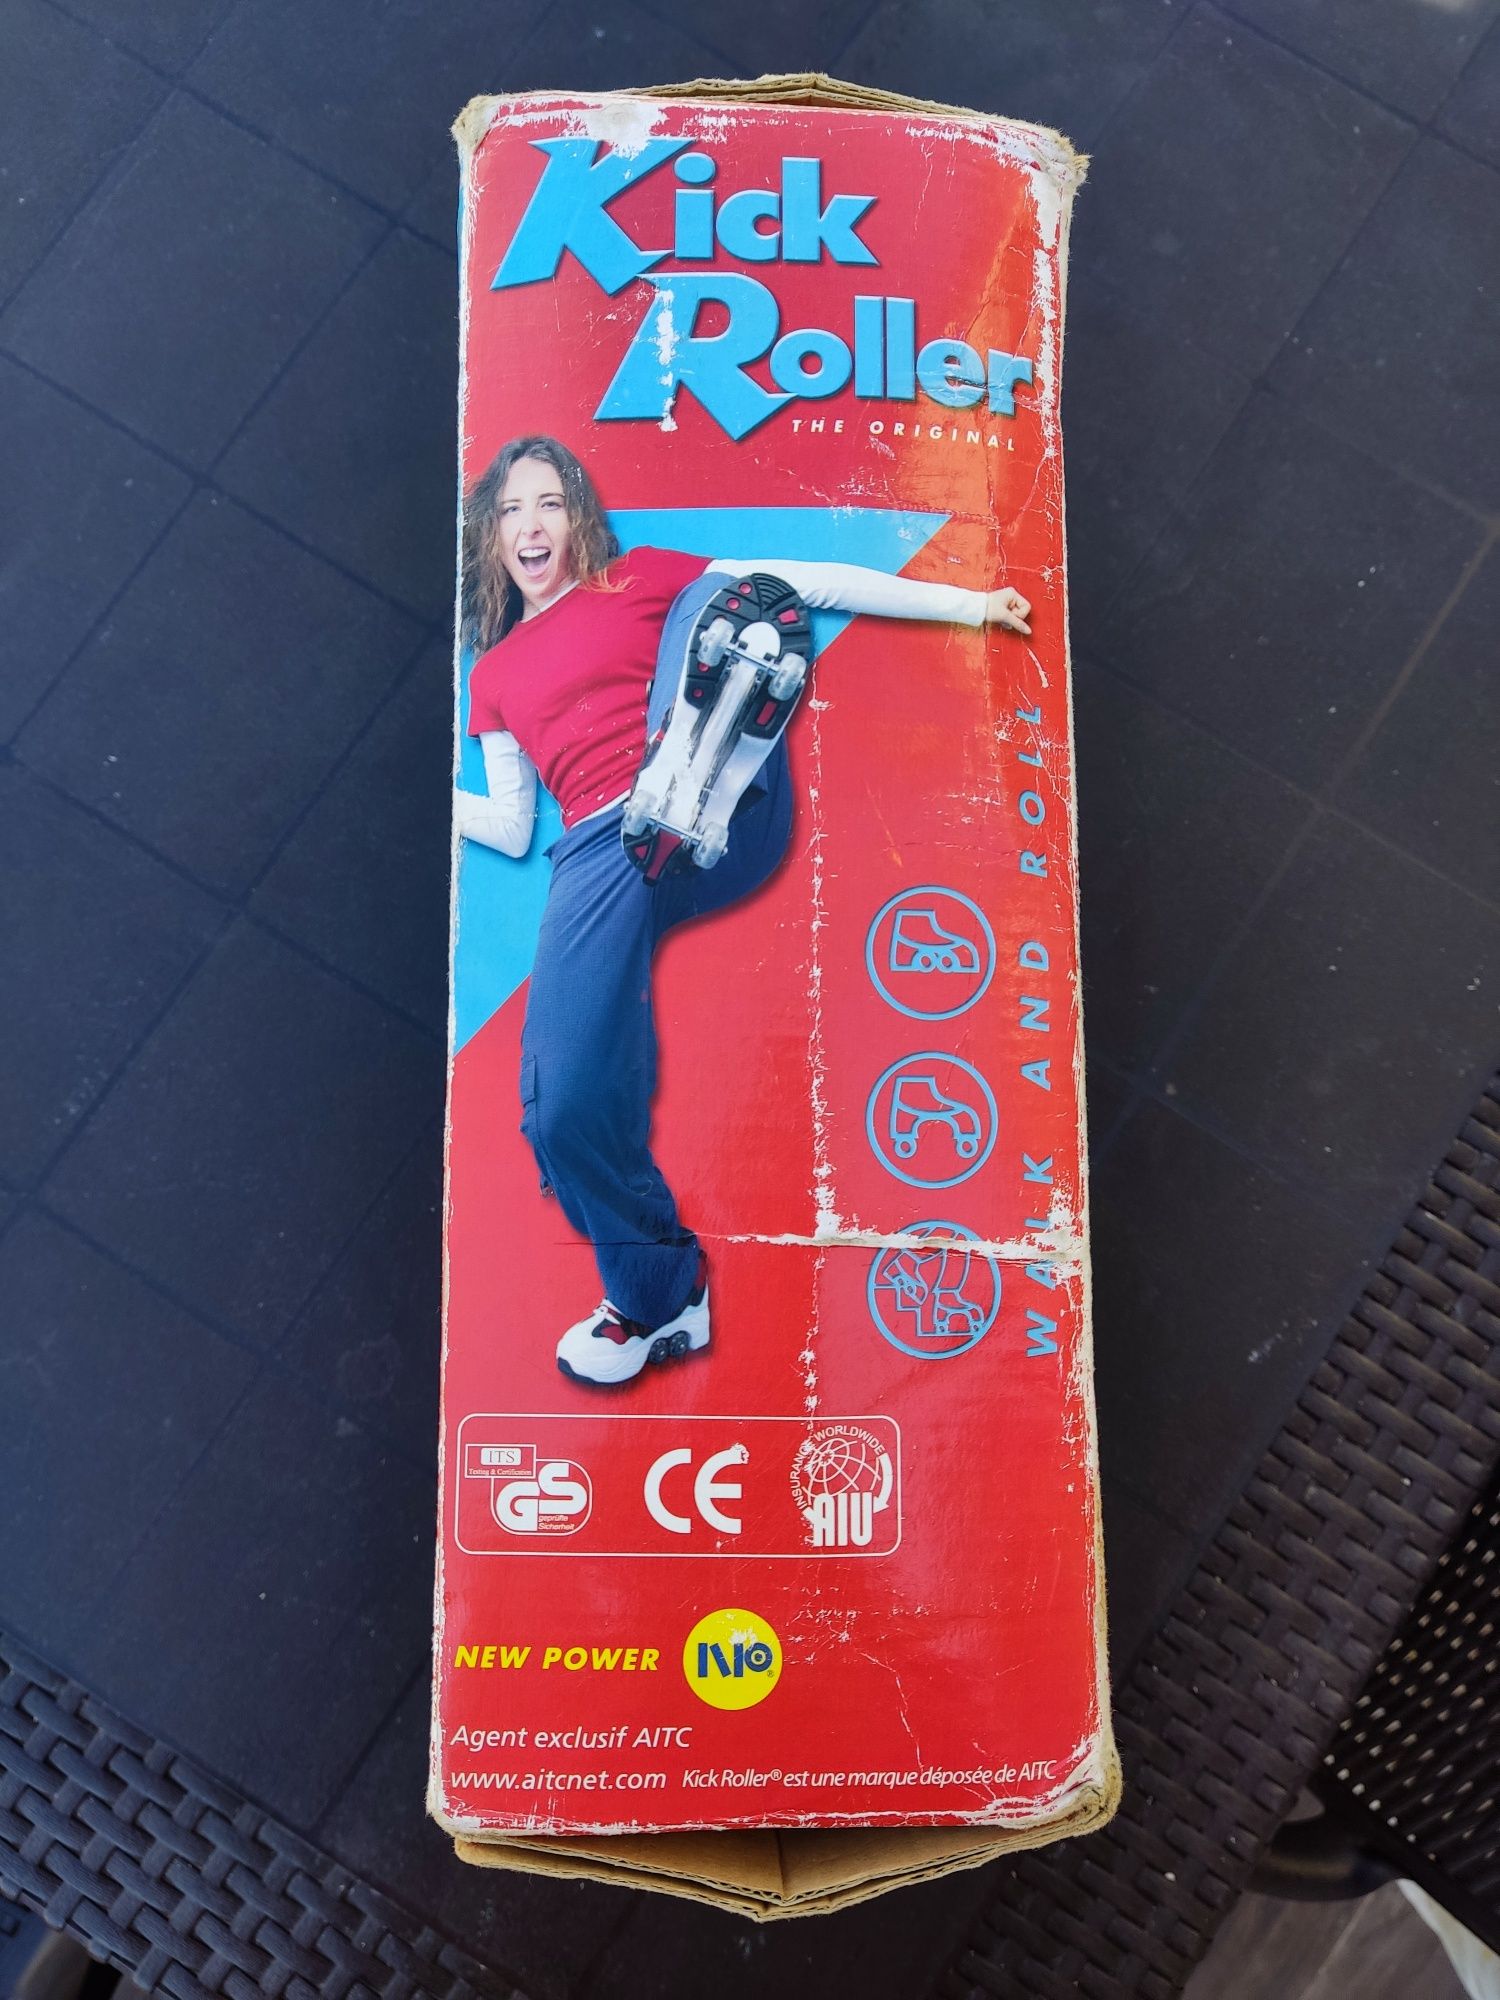 Kick
Roller
THE ORIGINAL
WALK AND ROLL
ITS
Testing & Certification
GS
geprüfte
Sicherheit
CE
INSURANCE WORLDWIDE
AIU
NEW POWER
Agent exclusif AITC
www.aitcnet.com Kick Roller® est une marque déposée de AITC